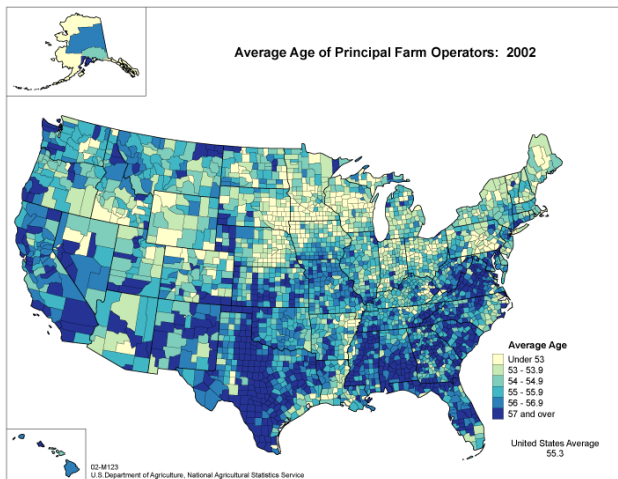 Average Age of Principal Farm Operators: 2002
Average Age
Under 53
53 - 53.9
54 - 54.9
55 - 55.9
56 - 56.9
57 and over
United States Average
55.3
02-M123
U.S.Department of Agriculture, National Agricultural Statistics Service